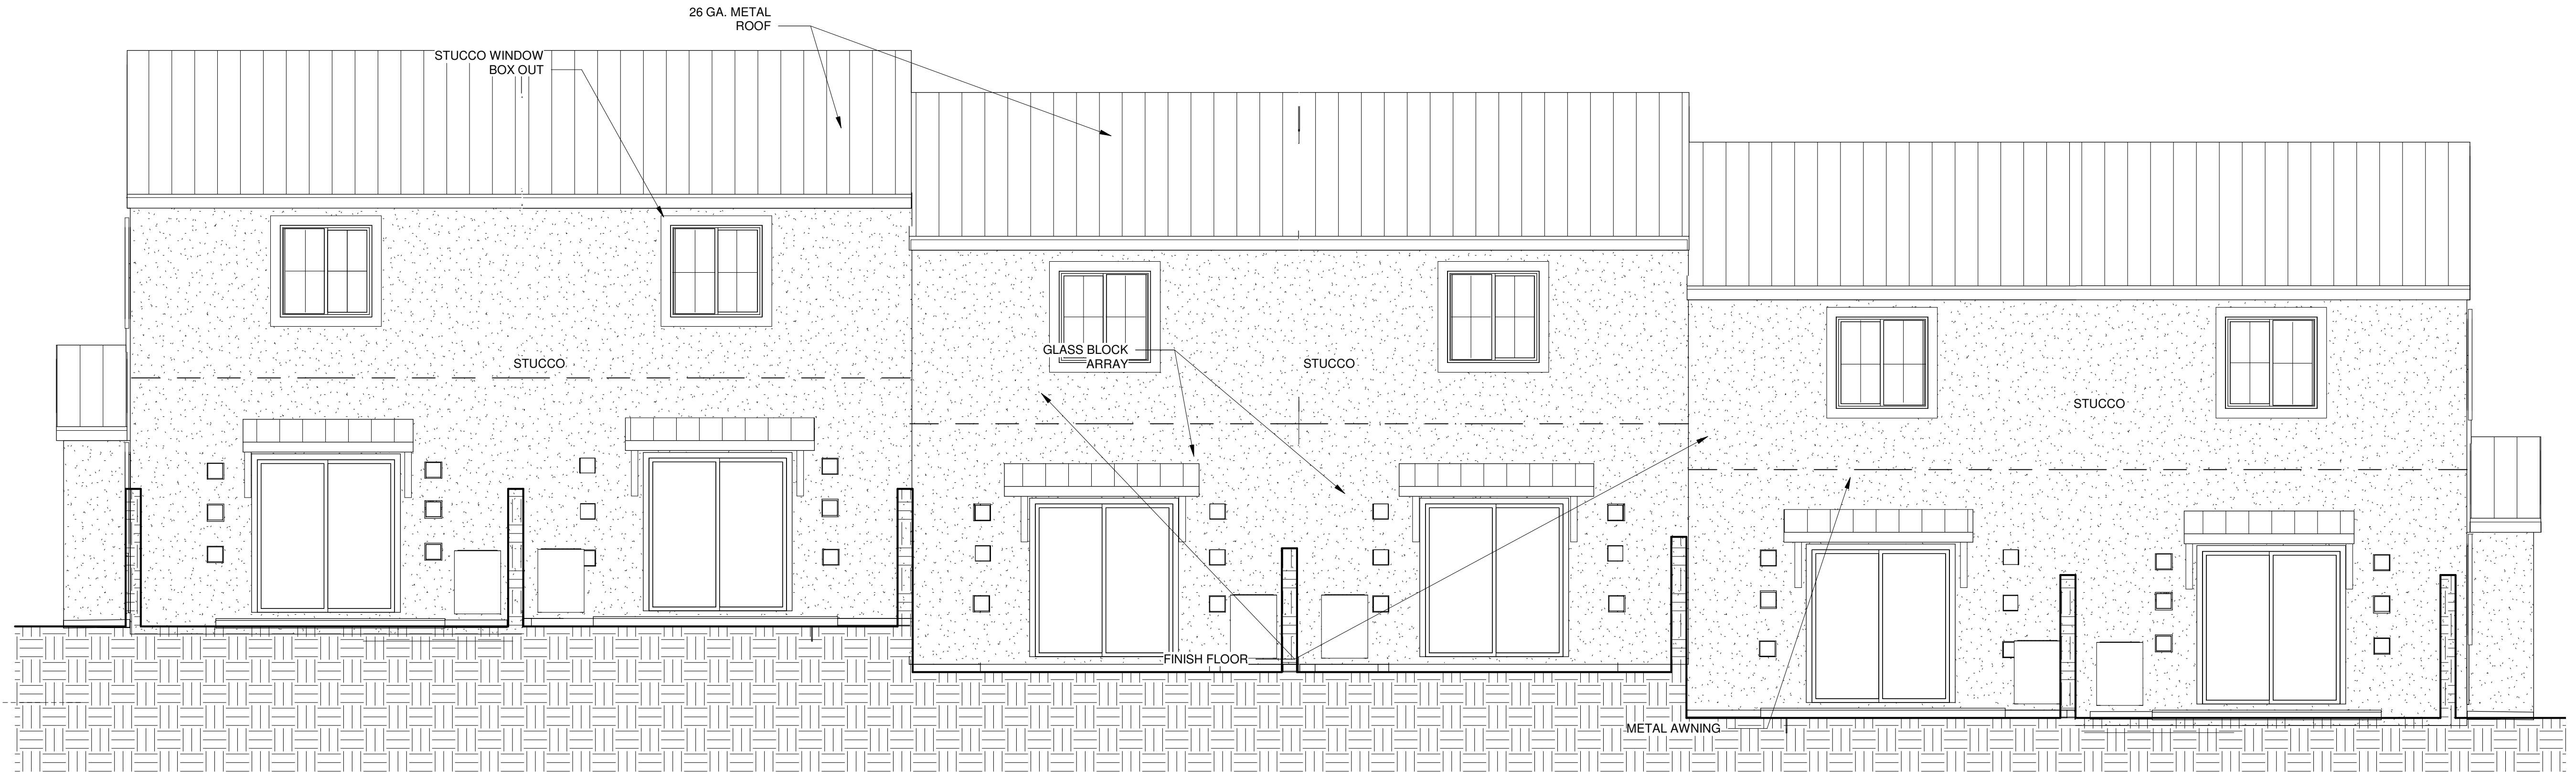 26 GA. METAL
ROOF
STUCCO WINDOW
BOX OUT
GLASS BLOCK
ARRAY
STUCCO
STUCCO
STUCCO
FINISH FLOOR
METAL AWNING